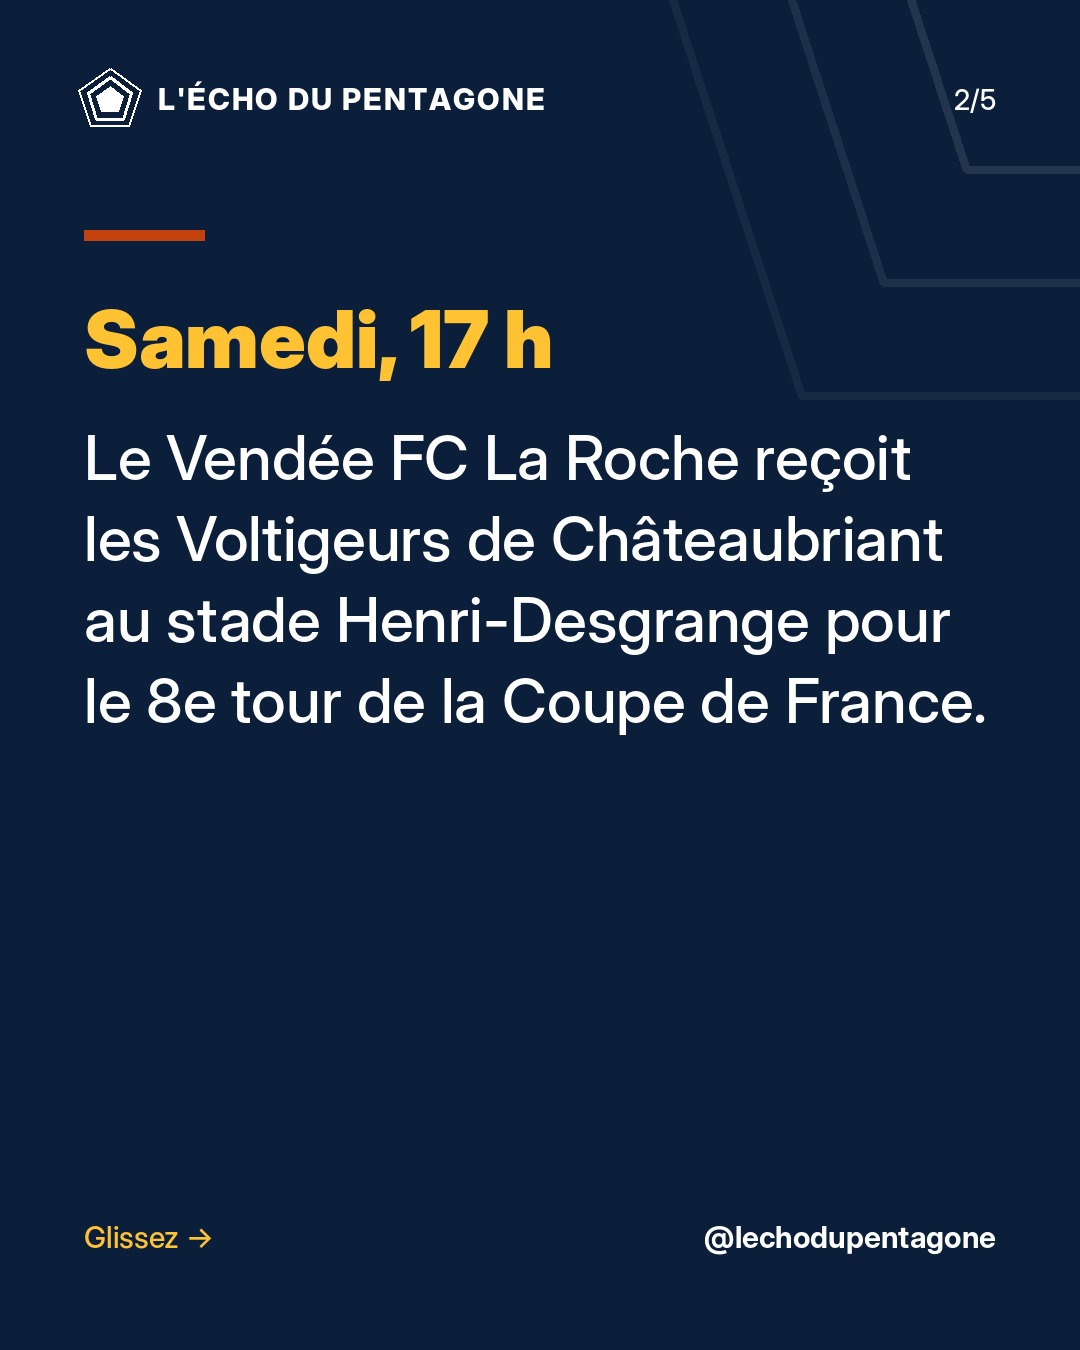 L'ÉCHO DU PENTAGONE
2/5
Samedi, 17 h
Le Vendée FC La Roche reçoit
les Voltigeurs de Châteaubriant
au stade Henri-Desgrange pour
le 8e tour de la Coupe de France.
Glissez →
@lechodupentagone